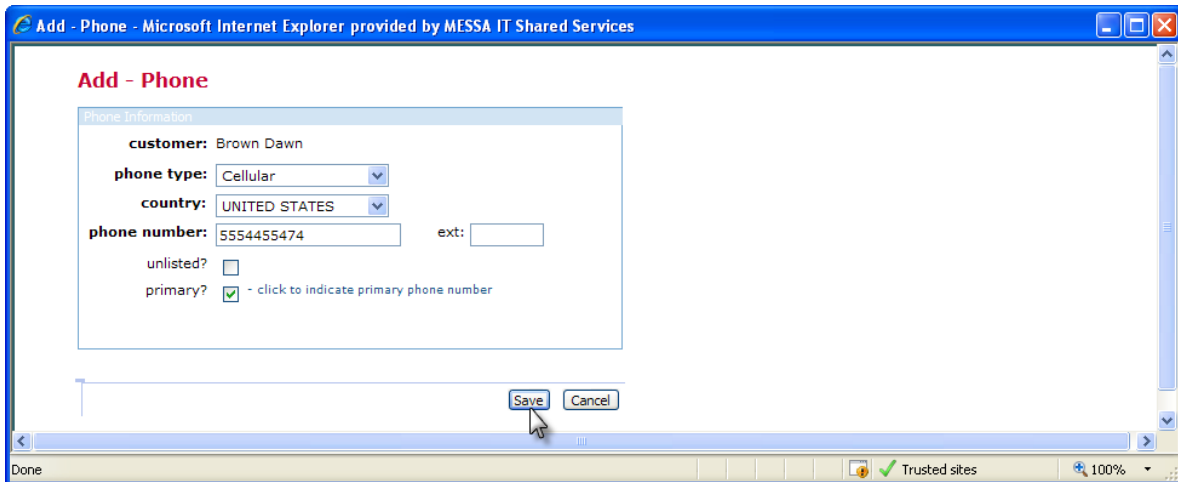 Add - Phone - Microsoft Internet Explorer provided by MESSA IT Shared Services
Add - Phone
Phone Information
customer: Brown Dawn
phone type: Cellular
country: UNITED STATES
phone number: 5554455474 ext:
unlisted?
primary? - click to indicate primary phone number
Save Cancel
Done Trusted sites 100%